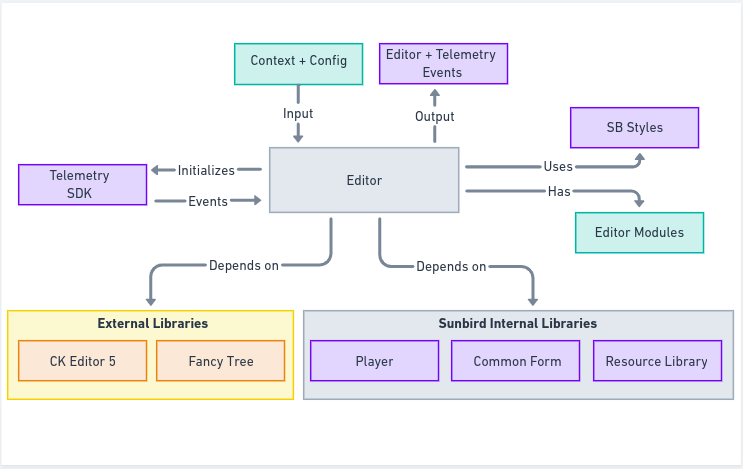 Context + Config
Editor + Telemetry
Events
Input
Output
SB Styles
Telemetry
SDK
Initializes
Events
Editor
Uses
Has
Editor Modules
Depends on
Depends on
External Libraries
CK Editor 5
Fancy Tree
Sunbird Internal Libraries
Player
Common Form
Resource Library